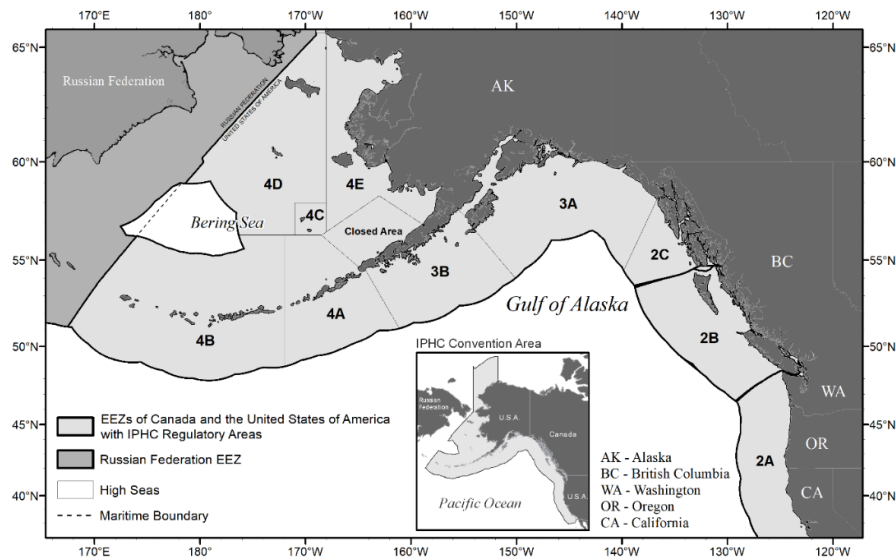 170°E 180° 170°W 160°W 150°W 140°W 130°W 120°W
65°N 65°N
Russian Federation
RUSSIAN FEDERATION
UNITED STATES OF AMERICA
AK
60°N 60°N
4D 4E
3A
Bering Sea
4C
Closed Area
2C
BC
55°N 55°N
3B
Gulf of Alaska
4A
4B
2B
50°N 50°N
IPHC Convention Area
Russian
Federation
U.S.A.
Canada
U.S.A.
Pacific Ocean
WA
EEZs of Canada and the United States of America
with IPHC Regulatory Areas
45°N 45°N
Russian Federation EEZ
OR
2A
High Seas
CA
40°N 40°N
Maritime Boundary
AK - Alaska
BC - British Columbia
WA - Washington
OR - Oregon
CA - California
170°E 180° 170°W 160°W 150°W 140°W 130°W 120°W